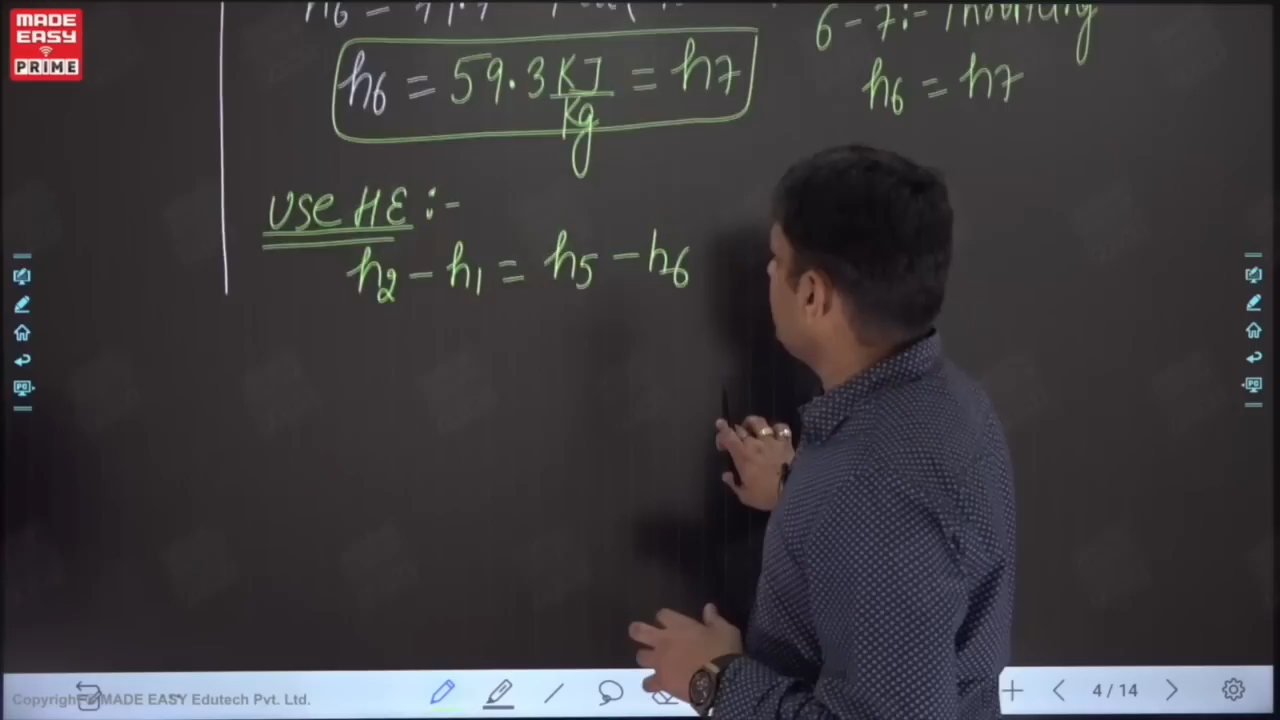 MADE
EASY
PRIME
6-7:-
h6 = 59.3 KJ/Kg = h7
h6 = h7
Use HE :-
h2 - h1 = h5 - h6
Copyright © MADE EASY Edutech Pvt. Ltd.
4 / 14